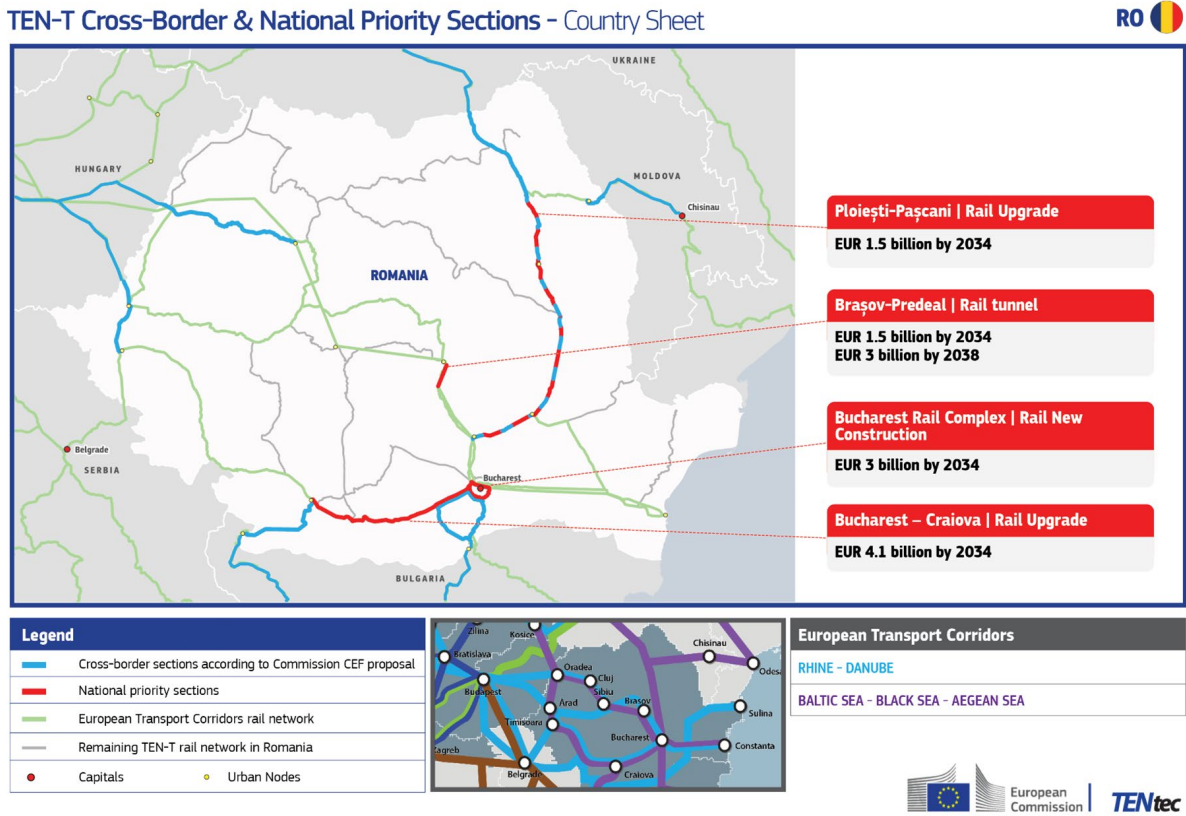 TEN-T Cross-Border & National Priority Sections - Country Sheet
RO
UKRAINE
HUNGARY
MOLDOVA
Chisinau
ROMANIA
Belgrade
SERBIA
Bucharest
BULGARIA
Ploiești-Pașcani | Rail Upgrade
EUR 1.5 billion by 2034
Brașov-Predeal | Rail tunnel
EUR 1.5 billion by 2034
EUR 3 billion by 2038
Bucharest Rail Complex | Rail New
Construction
EUR 3 billion by 2034
Bucharest – Craiova | Rail Upgrade
EUR 4.1 billion by 2034
Legend
Cross-border sections according to Commission CEF proposal
National priority sections
European Transport Corridors rail network
Remaining TEN-T rail network in Romania
Capitals
Urban Nodes
Zilina
Kosice
Bratislava
Chisinau
Odesa
Oradea
Cluj
Budapest
Sibiu
Arad
Brasov
Timisoara
Sulina
Bucharest
Zagreb
Constanta
Belgrade
Craiova
European Transport Corridors
RHINE - DANUBE
BALTIC SEA - BLACK SEA - AEGEAN SEA
European
Commission
TENtec